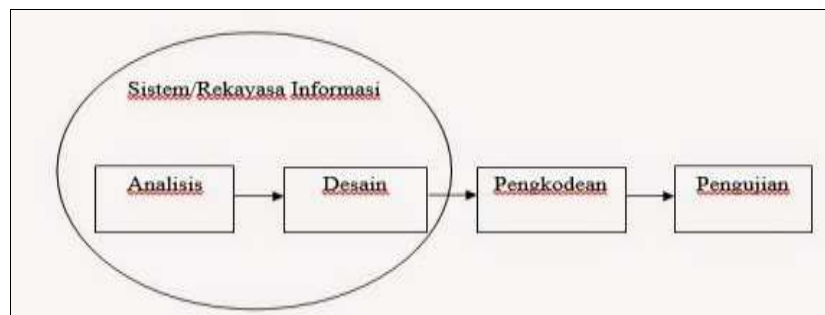 Sistem/Rekayasa Informasi
Analisis
Desain
Pengkodean
Pengujian